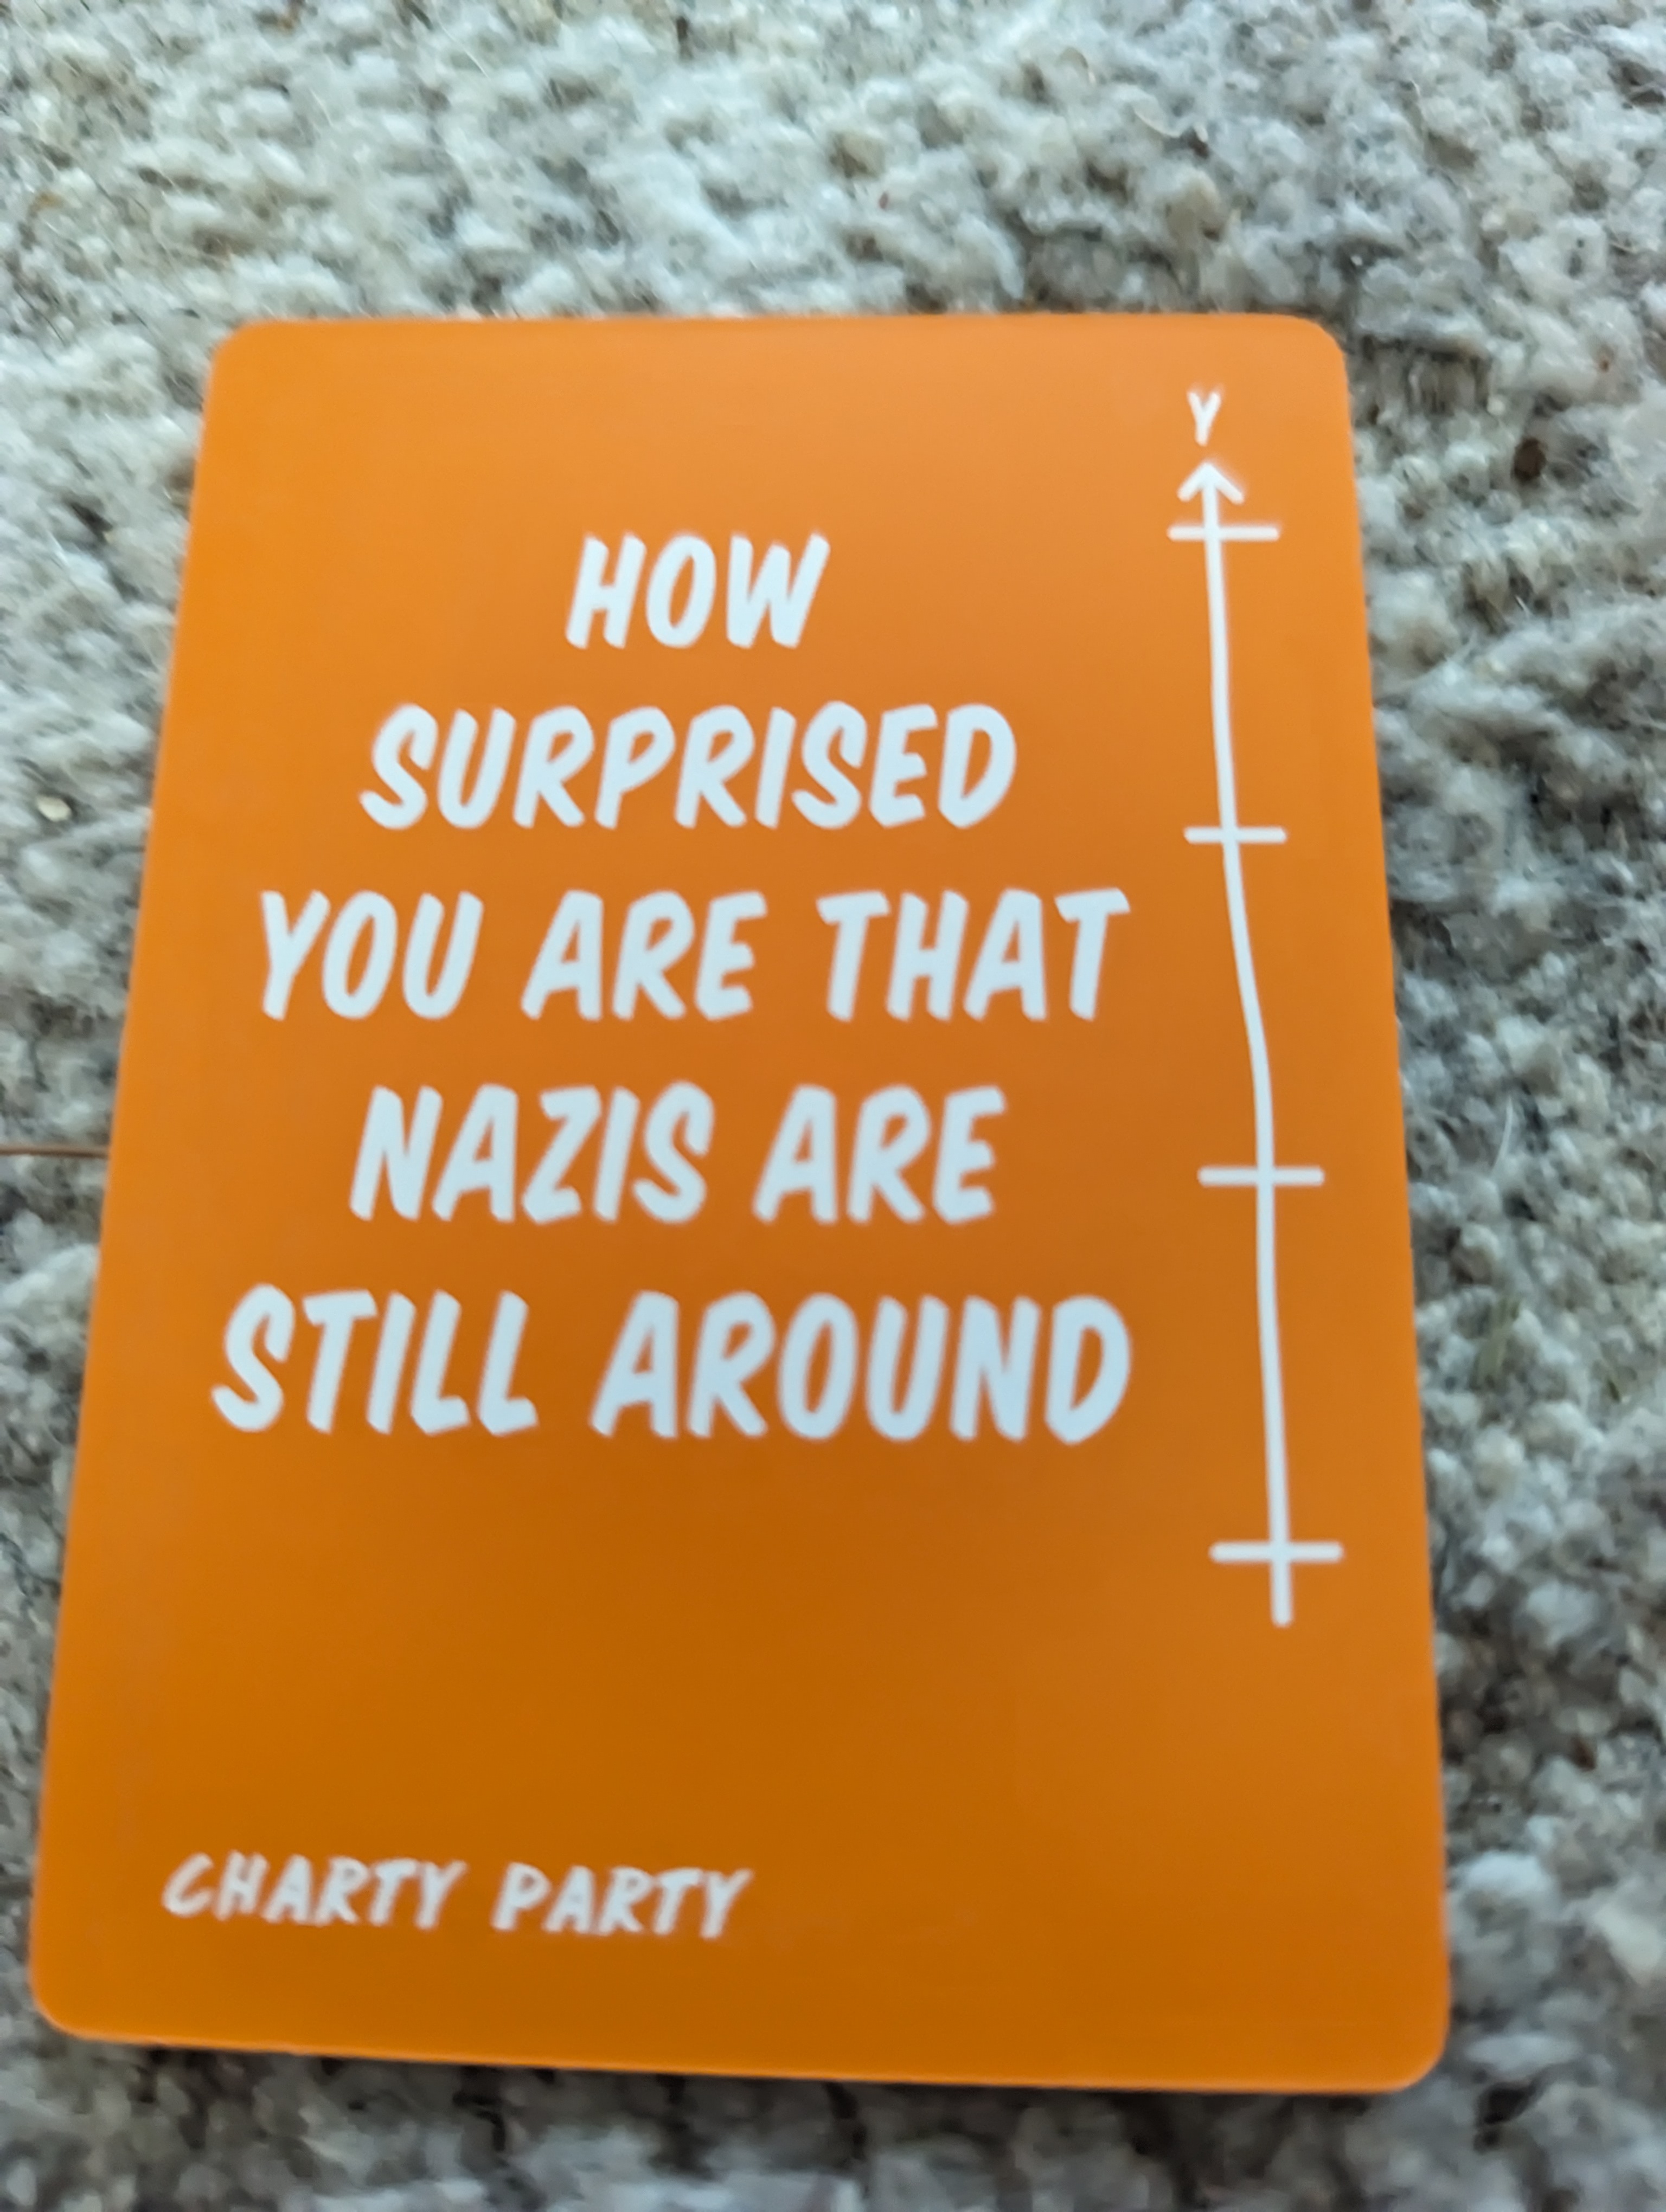 Y
HOW
SURPRISED
YOU ARE THAT
NAZIS ARE
STILL AROUND
CHARTY PARTY